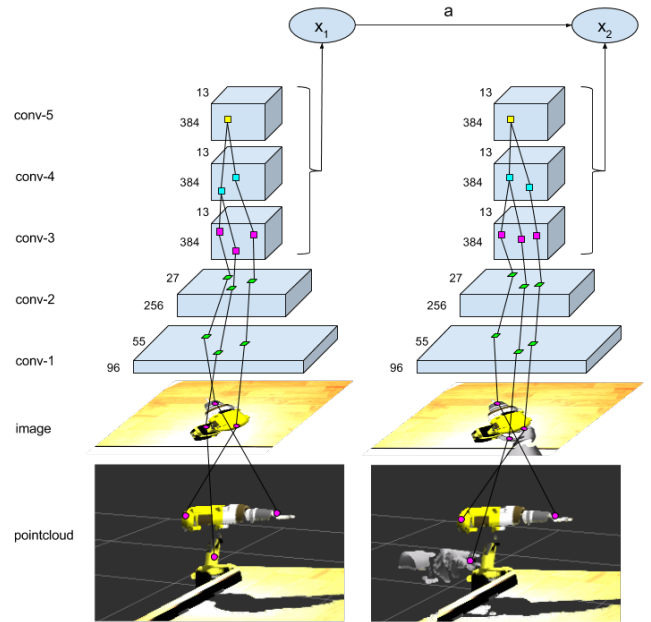 a
x1 x2
13 13
conv-5 384 384
13 13
conv-4 384 384
13 13
conv-3 384 384
27 27
conv-2 256 256
55 55
conv-1 96 96
image
pointcloud